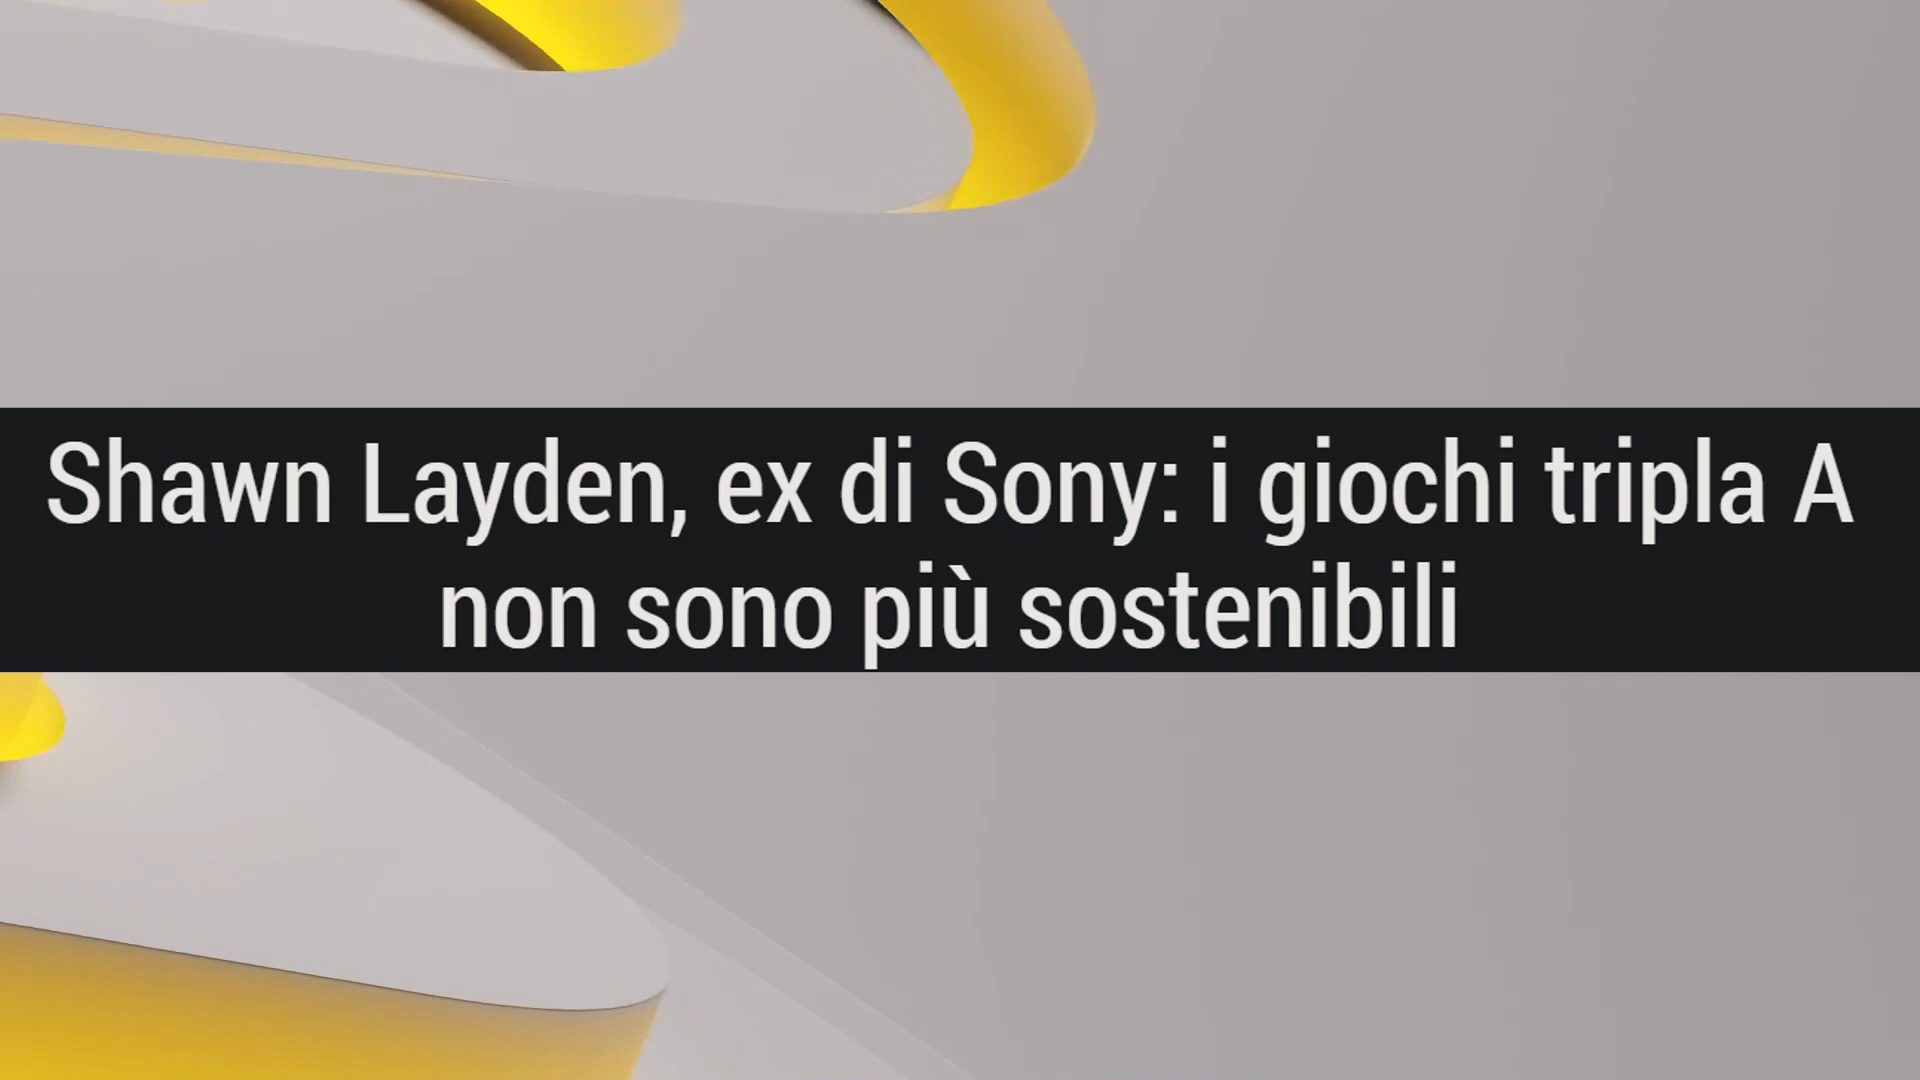 Shawn Layden, ex di Sony: i giochi tripla A
non sono più sostenibili